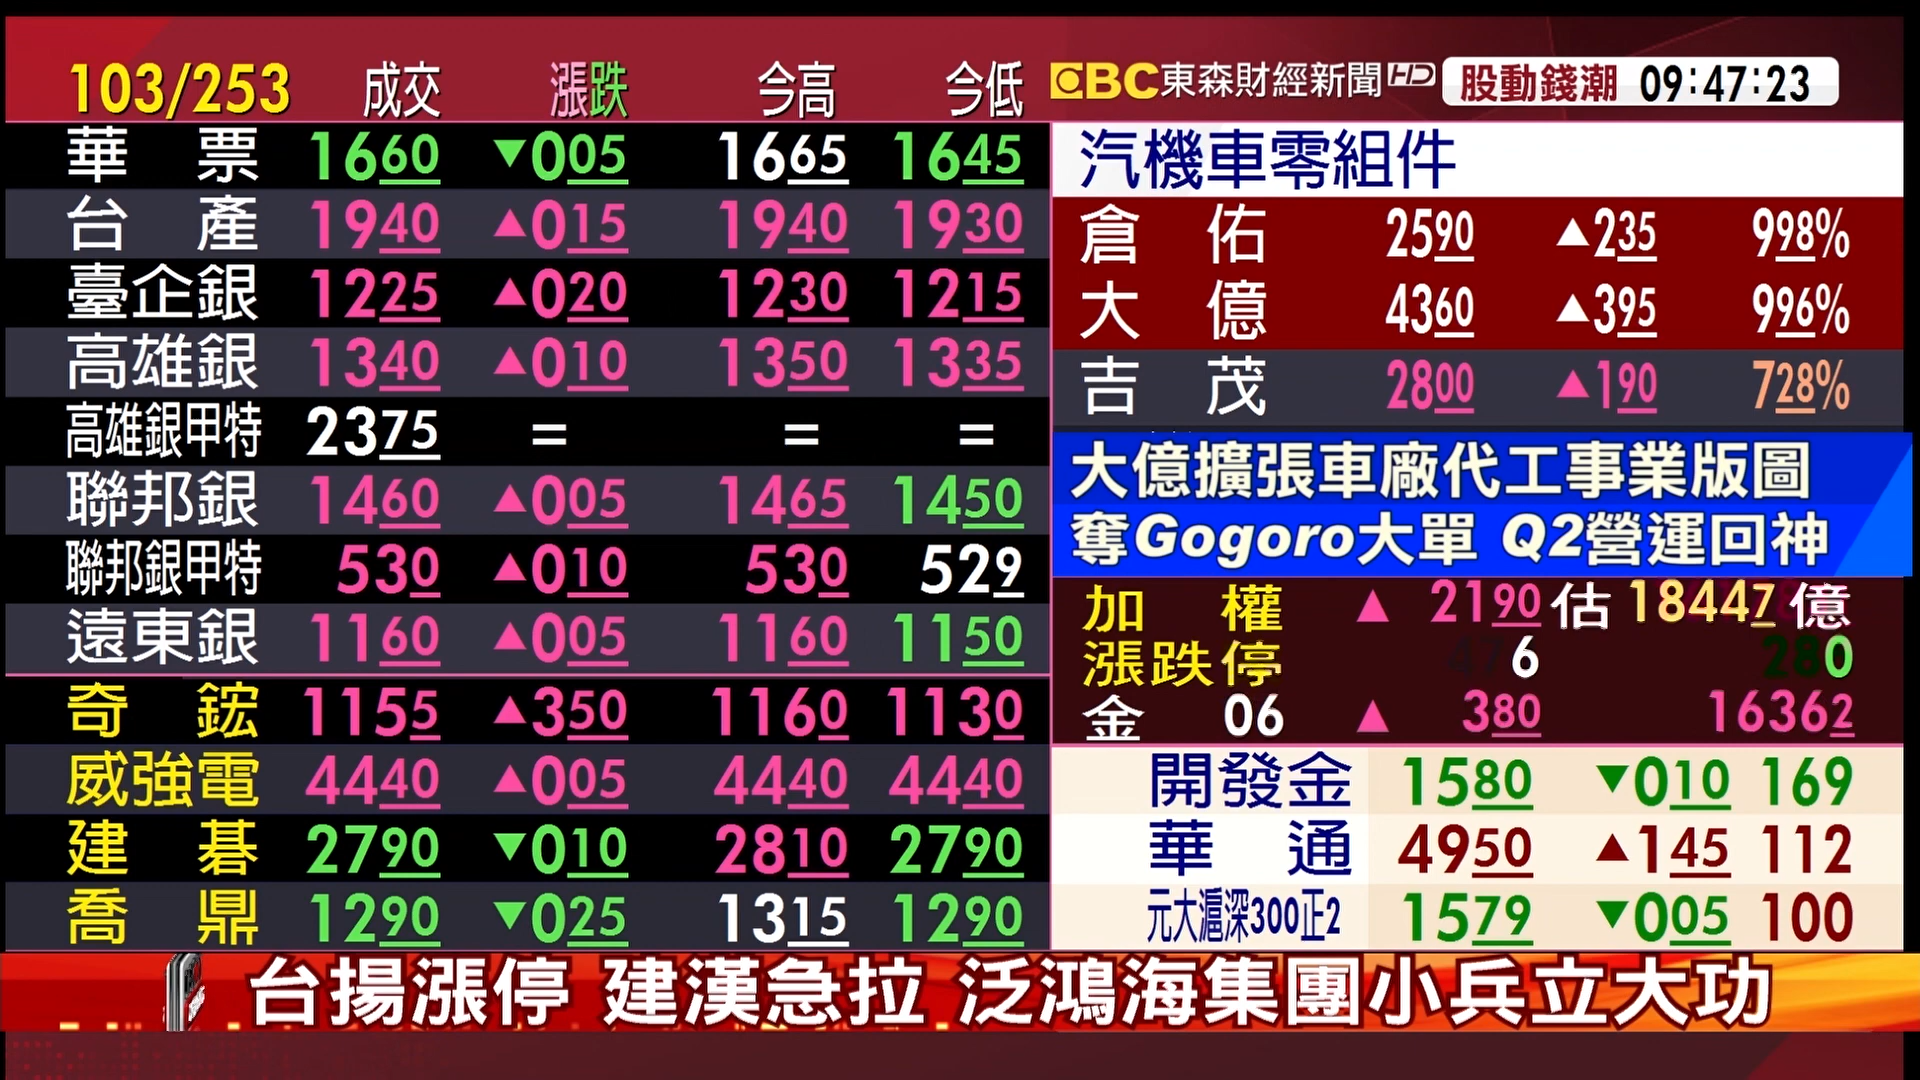 103/253 成交 漲跌 今高 今低
華票 1660 ▼005 1665 1645
台產 1940 ▲015 1940 1930
臺企銀 1225 ▲020 1230 1215
高雄銀 1340 ▲010 1350 1335
高雄銀甲特 2375 = = =
聯邦銀 1460 ▲005 1465 1450
聯邦銀甲特 530 ▲010 530 529
遠東銀 1160 ▲005 1160 1150
奇鋐 1155 ▲350 1160 1130
威強電 4440 ▲005 4440 4440
建碁 2790 ▼010 2810 2790
喬鼎 1290 ▼025 1315 1290
EBC東森財經新聞HD 股動錢潮 09:47:23
汽機車零組件
倉佑 2590 ▲235 998%
大億 4360 ▲395 996%
吉茂 2800 ▲190 728%
大億擴張車廠代工事業版圖
奪Gogoro大單 Q2營運回神
加權 ▲ 2190 估 18447 億
漲跌停 6 0
金 06 ▲ 380 16362
開發金 1580 ▼010 169
華通 4950 ▲145 112
元大滬深300正2 1579 ▼005 100
台揚漲停 建漢急拉 泛鴻海集團小兵立大功